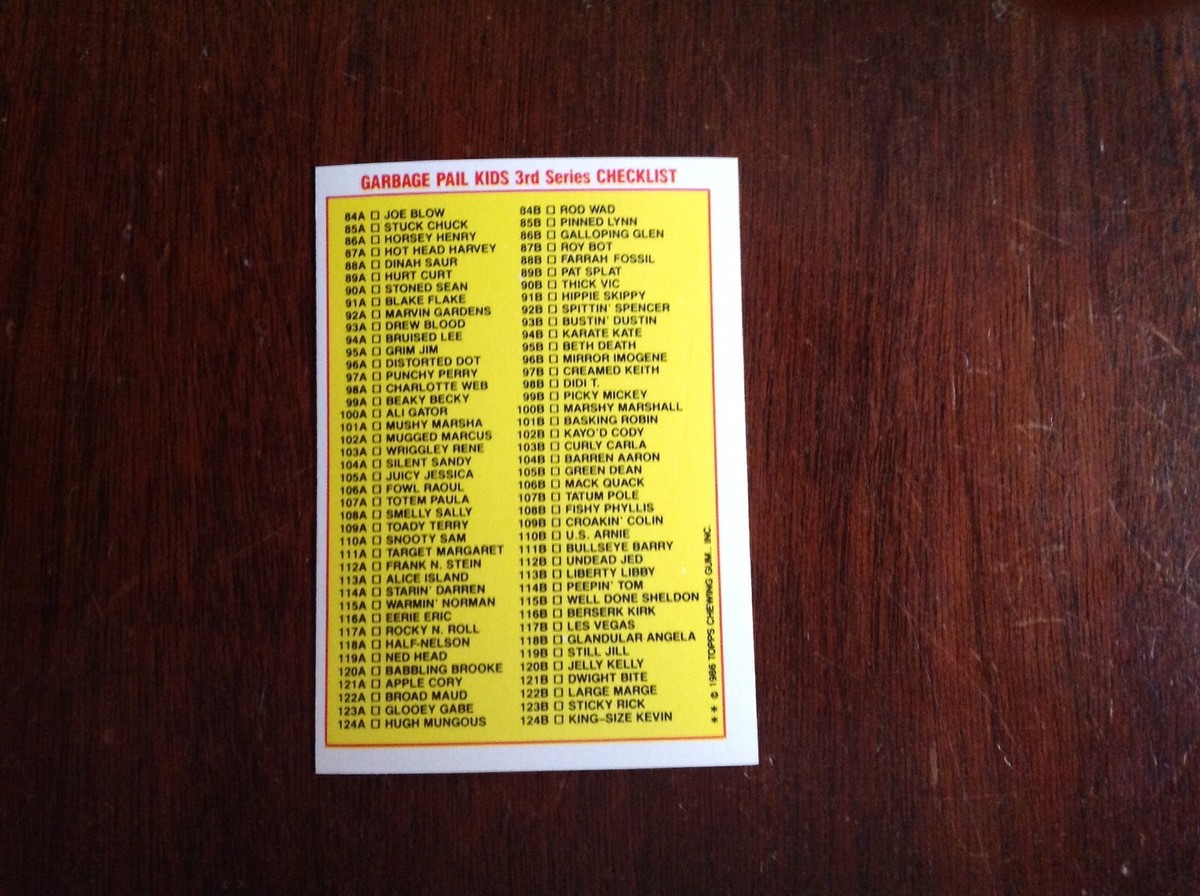 GARBAGE PAIL KIDS 3rd Series CHECKLIST
84A □ JOE BLOW
85A □ STUCK CHUCK
86A □ HORSEY HENRY
87A □ HOT HEAD HARVEY
88A □ DINAH SAUR
89A □ HURT CURT
90A □ STONED SEAN
91A □ BLAKE FLAKE
92A □ MARVIN GARDENS
93A □ DREW BLOOD
94A □ BRUISED LEE
95A □ GRIM JIM
96A □ DISTORTED DOT
97A □ PUNCHY PERRY
98A □ CHARLOTTE WEB
99A □ BEAKY BECKY
100A □ ALI GATOR
101A □ MUSHY MARSHA
102A □ MUGGED MARCUS
103A □ WRIGGLEY RENE
104A □ SILENT SANDY
105A □ JUICY JESSICA
106A □ FOWL RAOUL
107A □ TOTEM PAULA
108A □ SMELLY SALLY
109A □ TOADY TERRY
110A □ SNOOTY SAM
111A □ TARGET MARGARET
112A □ FRANK N. STEIN
113A □ ALICE ISLAND
114A □ STARIN' DARREN
115A □ WARMIN' NORMAN
116A □ EERIE ERIC
117A □ ROCKY N. ROLL
118A □ HALF-NELSON
119A □ NED HEAD
120A □ BABBLING BROOKE
121A □ APPLE CORY
122A □ BROAD MAUD
123A □ GLOOEY GABE
124A □ HUGH MUNGOUS
84B □ ROD WAD
85B □ PINNED LYNN
86B □ GALLOPING GLEN
87B □ ROY BOT
88B □ FARRAH FOSSIL
89B □ PAT SPLAT
90B □ THICK VIC
91B □ HIPPIE SKIPPY
92B □ SPITTIN' SPENCER
93B □ BUSTIN' DUSTIN
94B □ KARATE KATE
95B □ BETH DEATH
96B □ MIRROR IMOGENE
97B □ CREAMED KEITH
98B □ DIDI T.
99B □ PICKY MICKEY
100B □ MARSHY MARSHALL
101B □ BASKING ROBIN
102B □ KAYO'D CODY
103B □ CURLY CARLA
104B □ BARREN AARON
105B □ GREEN DEAN
106B □ MACK QUACK
107B □ TATUM POLE
108B □ FISHY PHYLLIS
109B □ CROAKIN' COLIN
110B □ U.S. ARNIE
111B □ BULLSEYE BARRY
112B □ UNDEAD JED
113B □ LIBERTY LIBBY
114B □ PEEPIN' TOM
115B □ WELL DONE SHELDON
116B □ BERSERK KIRK
117B □ LES VEGAS
118B □ GLANDULAR ANGELA
119B □ STILL JILL
120B □ JELLY KELLY
121B □ DWIGHT BITE
122B □ LARGE MARGE
123B □ STICKY RICK
124B □ KING-SIZE KEVIN
** © 1986 TOPPS CHEWING GUM, INC.